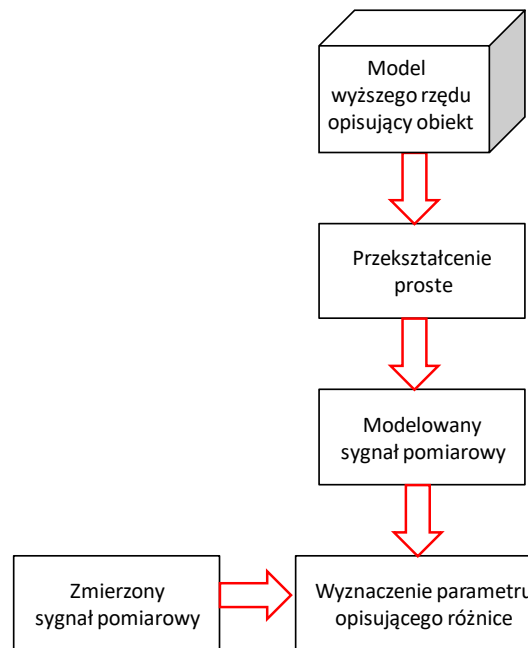 Model
wyższego rzędu
opisujący obiekt
Przekształcenie
proste
Modelowany
sygnał pomiarowy
Zmierzony
sygnał pomiarowy
Wyznaczenie parametru
opisującego różnice